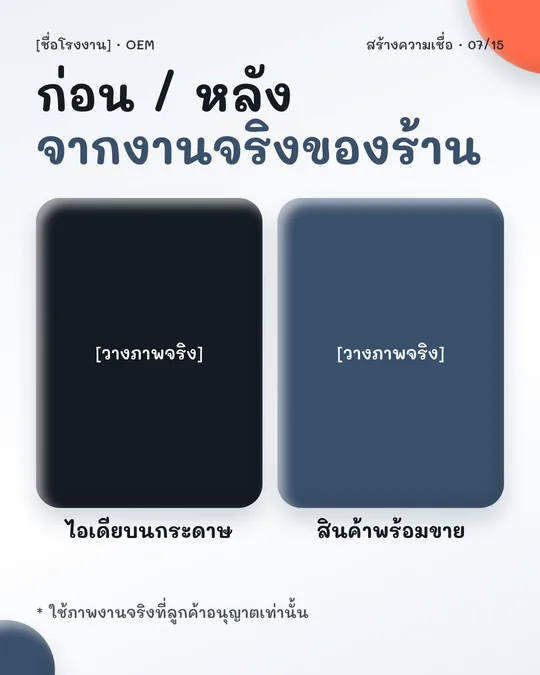 [ชื่อโรงงาน] · OEM
สร้างความเชื่อ · 07/15
ก่อน / หลัง
จากงานจริงของร้าน
[วางภาพจริง]
[วางภาพจริง]
ไอเดียบนกระดาษ
สินค้าพร้อมขาย
* ใช้ภาพงานจริงที่ลูกค้าอนุญาตเท่านั้น